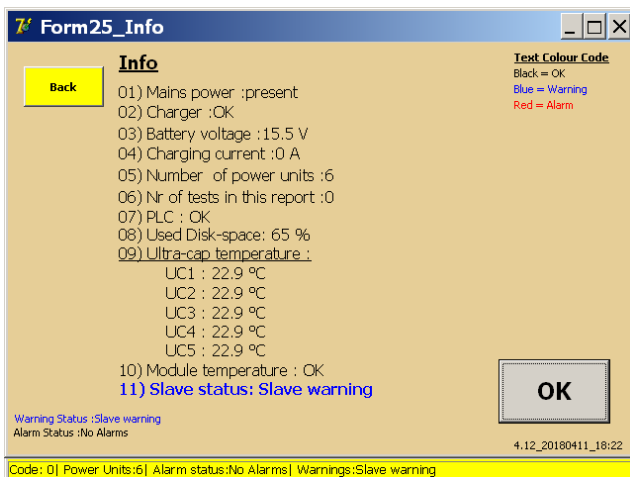 Form25_Info
Back
Info
01) Mains power :present
02) Charger :OK
03) Battery voltage :15.5 V
04) Charging current :0 A
05) Number of power units :6
06) Nr of tests in this report :0
07) PLC : OK
08) Used Disk-space: 65 %
09) Ultra-cap temperature :
UC1 : 22.9 ºC
UC2 : 22.9 ºC
UC3 : 22.9 ºC
UC4 : 22.9 ºC
UC5 : 22.9 ºC
10) Module temperature : OK
11) Slave status: Slave warning
Text Colour Code
Black = OK
Blue = Warning
Red = Alarm
OK
Warning Status :Slave warning
Alarm Status :No Alarms
4.12_20180411_18:22
Code: 0| Power Units:6| Alarm status:No Alarms| Warnings:Slave warning